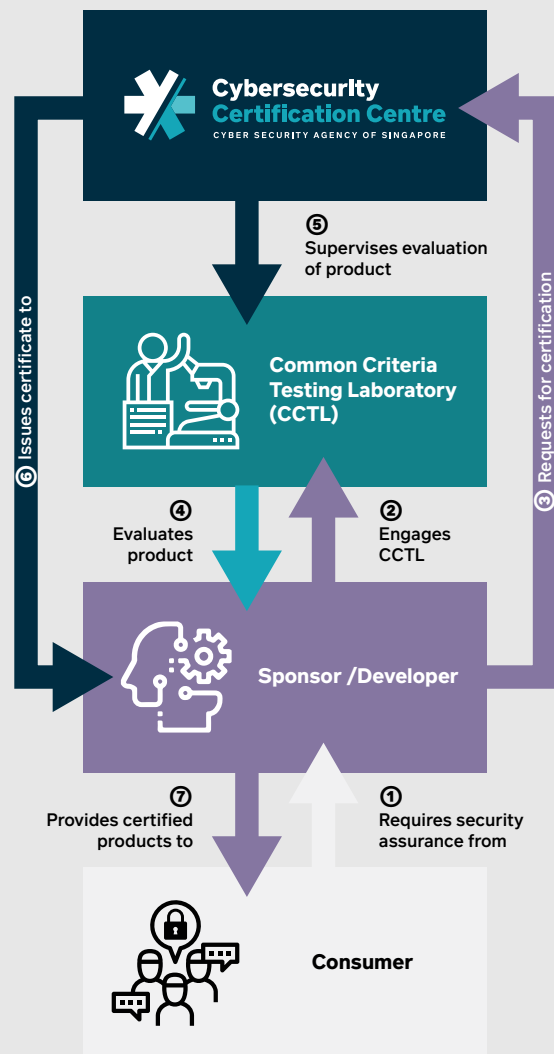 Cybersecurity
Certification Centre
CYBER SECURITY AGENCY OF SINGAPORE
⑤
Supervises evaluation
of product
⑥ Issues certificate to
③ Requests for certification
Common Criteria
Testing Laboratory
(CCTL)
④
Evaluates
product
②
Engages
CCTL
Sponsor /Developer
⑦
Provides certified
products to
①
Requires security
assurance from
Consumer